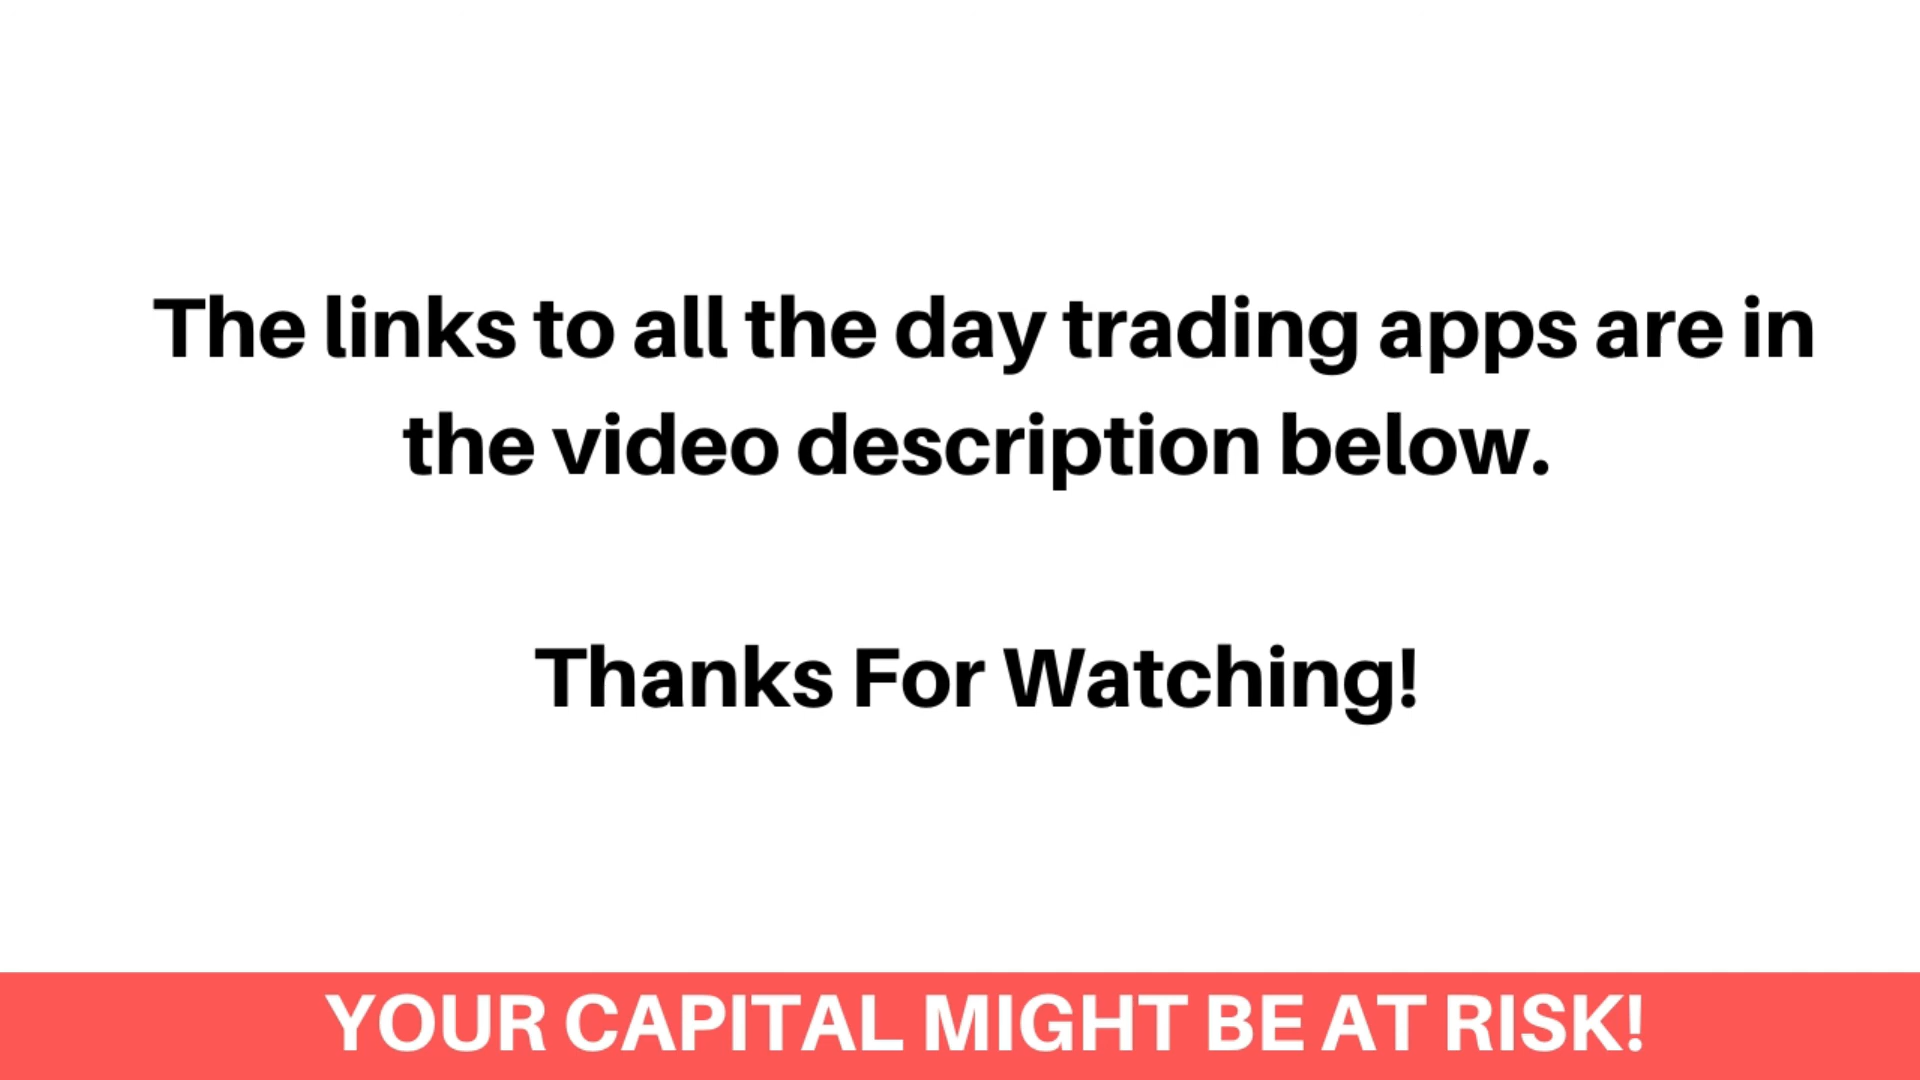 The links to all the day trading apps are in
the video description below.
Thanks For Watching!
YOUR CAPITAL MIGHT BE AT RISK!